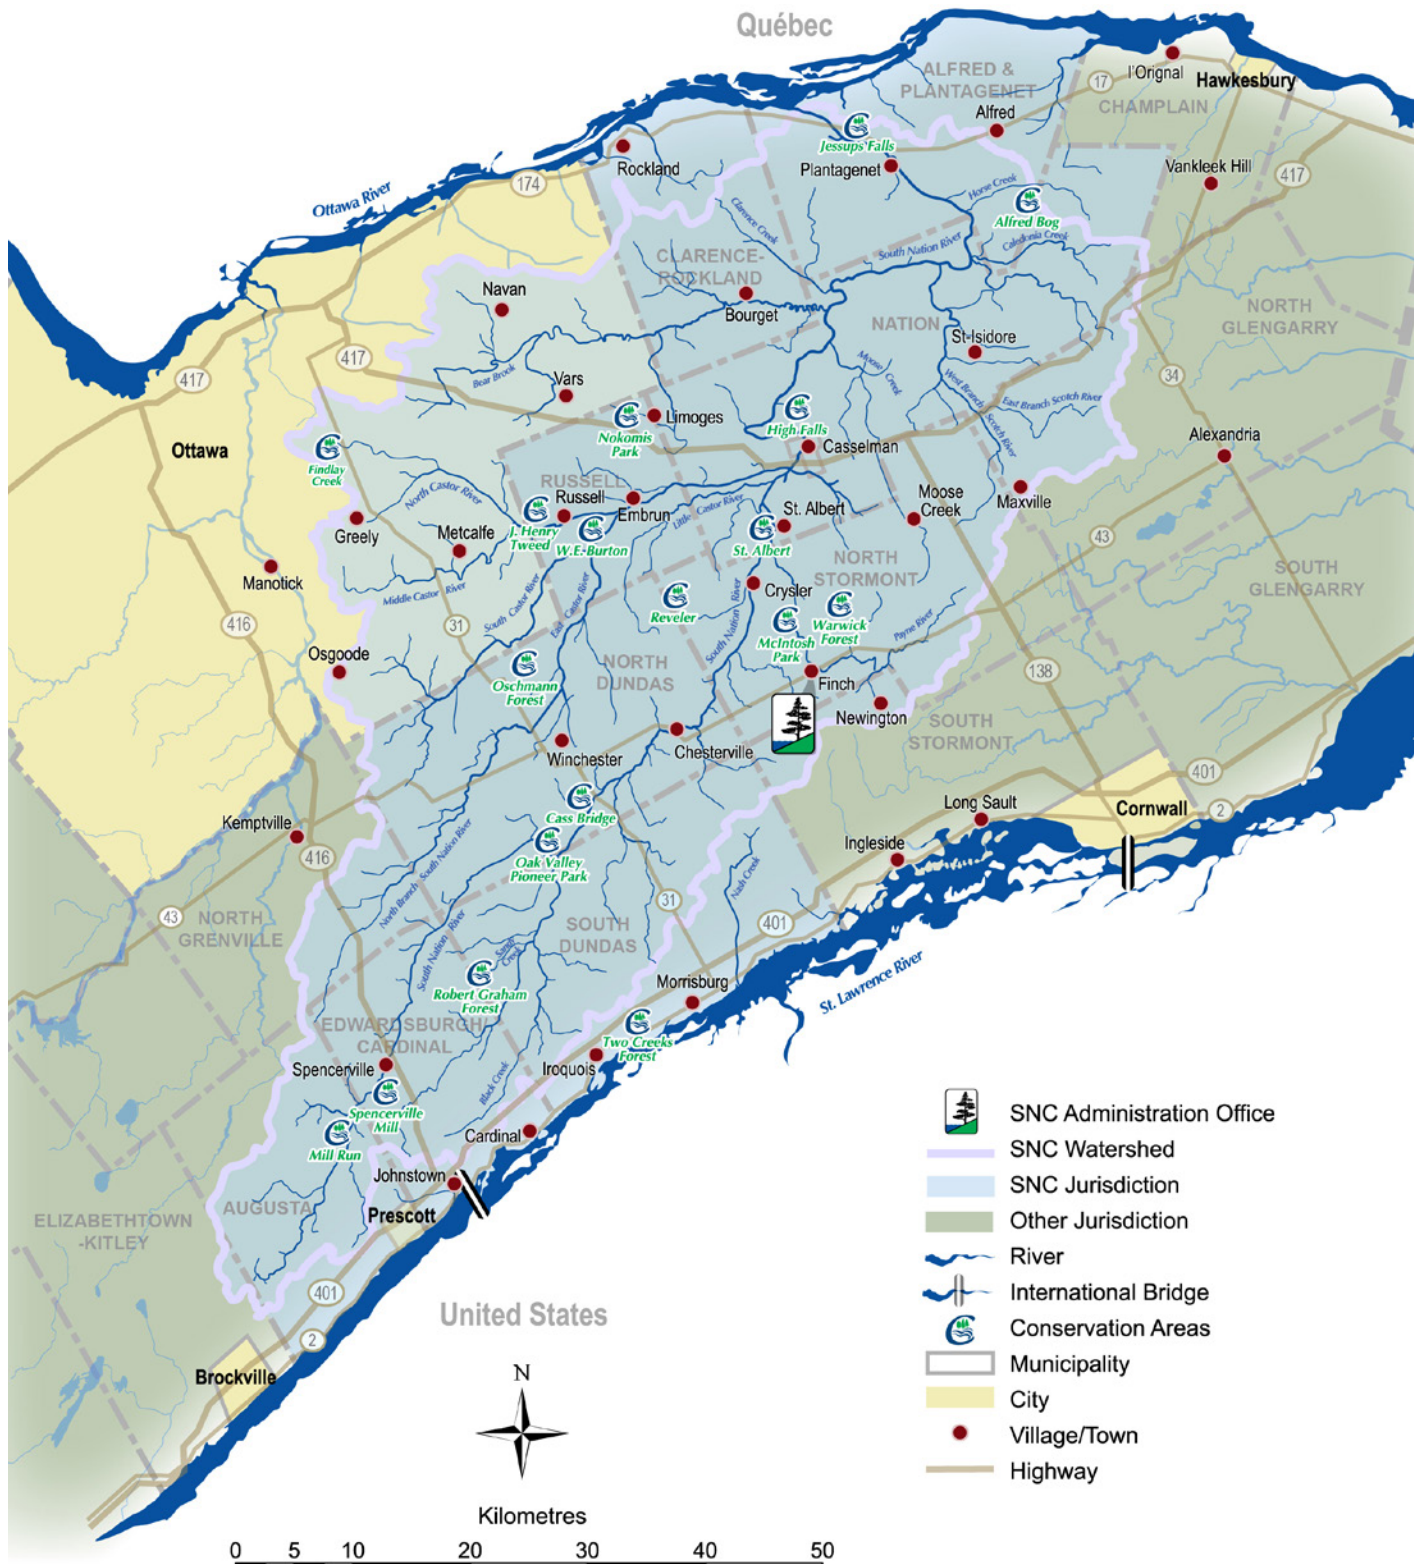 Québec
ALFRED &
PLANTAGENET
l'Orignal
Hawkesbury
17
CHAMPLAIN
Alfred
Jessups Falls
Rockland
Plantagenet
Vankleek Hill
417
174
Ottawa River
Horse Creek
Clarence Creek
Alfred Bog
Caledonia Creek
South Nation River
CLARENCE-
ROCKLAND
Navan
Bourget
NATION
NORTH
GLENGARRY
St-Isidore
417
417
Bear Brook
Vars
Moose Creek
West Branch Scotch River
East Branch Scotch River
34
Nokomis
Park
Limoges
High Falls
Casselman
Alexandria
Ottawa
Findlay
Creek
North Castor River
RUSSELL
Russell
Embrun
Little Castor River
Moose
Creek
Maxville
Greely
Metcalfe
J. Henry
Tweed
W.E. Burton
St. Albert
St. Albert
43
NORTH
STORMONT
SOUTH
GLENGARRY
Manotick
Middle Castor River
South Castor River
East Castor River
Reveler
Crysler
South Nation River
McIntosh
Park
Warwick
Forest
Payne River
416
31
Osgoode
Oschmann
Forest
NORTH
DUNDAS
Finch
138
Newington
SOUTH
STORMONT
Winchester
Chesterville
401
Cass Bridge
Long Sault
Cornwall
2
Kemptville
416
Oak Valley
Pioneer Park
Ingleside
North Branch South Nation River
Nash Creek
43
NORTH
GRENVILLE
31
401
SOUTH
DUNDAS
South Nation River
Sandy
Creek
Robert Graham
Forest
Morrisburg
St. Lawrence River
EDWARDSBURGH/
CARDINAL
Two Creeks
Forest
Spencerville
Iroquois
Black Creek
Spencerville
Mill
Mill Run
Cardinal
Johnstown
AUGUSTA
Prescott
ELIZABETHTOWN
-KITLEY
401
United States
2
Brockville
SNC Administration Office
SNC Watershed
SNC Jurisdiction
Other Jurisdiction
River
International Bridge
Conservation Areas
Municipality
City
Village/Town
Highway
N
Kilometres
0 5 10 20 30 40 50